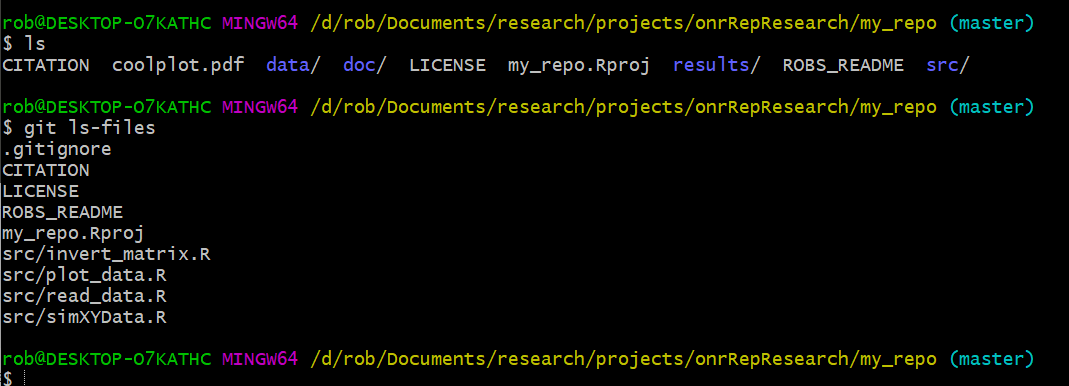 rob@DESKTOP-O7KATHC MINGW64 /d/rob/Documents/research/projects/onrRepResearch/my_repo (master)
$ ls
CITATION  coolplot.pdf  data/  doc/  LICENSE  my_repo.Rproj  results/  ROBS_README  src/
rob@DESKTOP-O7KATHC MINGW64 /d/rob/Documents/research/projects/onrRepResearch/my_repo (master)
$ git ls-files
.gitignore
CITATION
LICENSE
ROBS_README
my_repo.Rproj
src/invert_matrix.R
src/plot_data.R
src/read_data.R
src/simXYData.R
rob@DESKTOP-O7KATHC MINGW64 /d/rob/Documents/research/projects/onrRepResearch/my_repo (master)
$